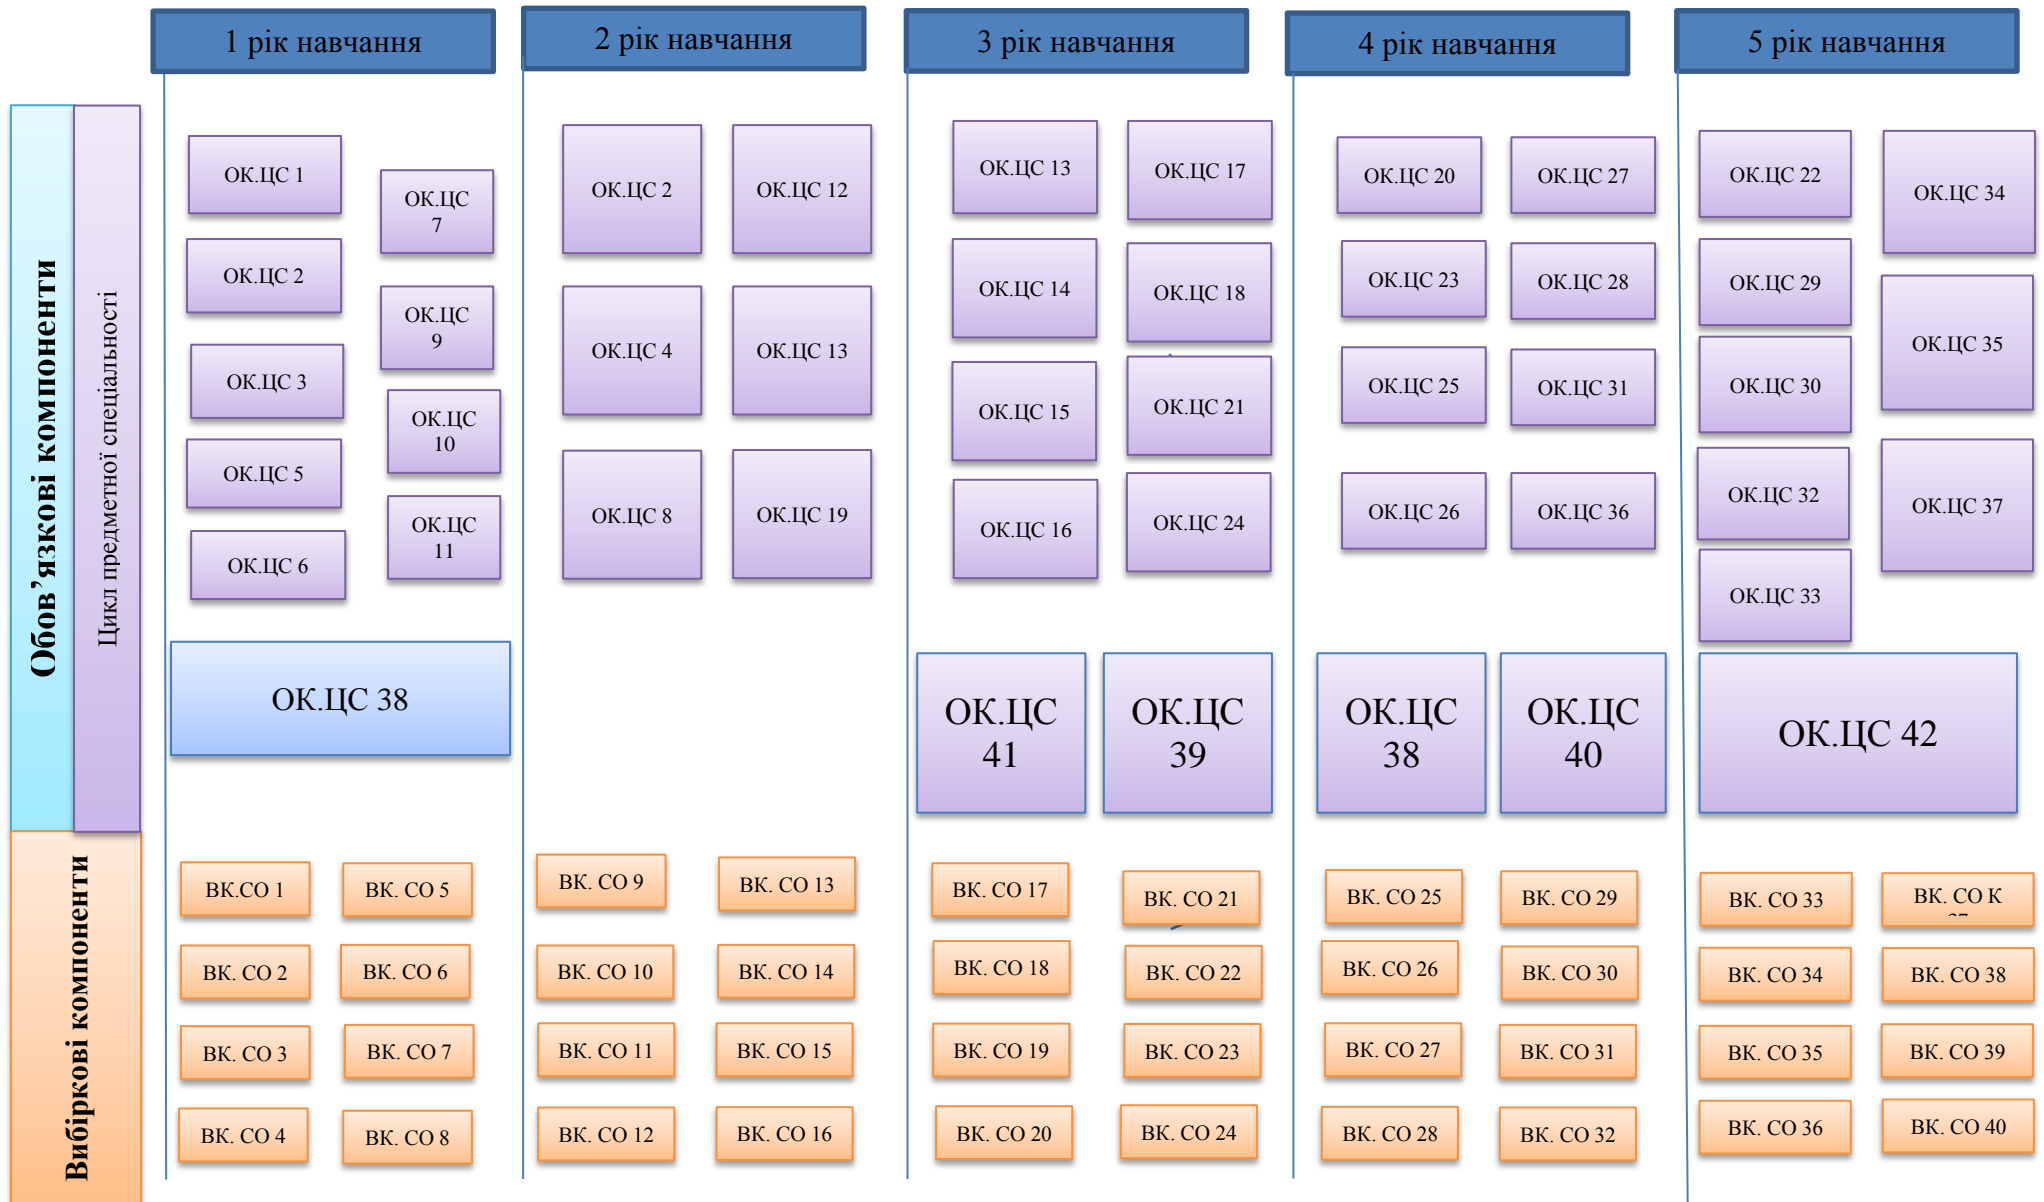 1 рік навчання
2 рік навчання
3 рік навчання
4 рік навчання
5 рік навчання
Обов’язкові компоненти
Цикл предметної спеціальності
ОК.ЦС 1
ОК.ЦС 2
ОК.ЦС 3
ОК.ЦС 5
ОК.ЦС 6
ОК.ЦС
7
ОК.ЦС
9
ОК.ЦС
10
ОК.ЦС
11
ОК.ЦС 38
ОК.ЦС 2
ОК.ЦС 4
ОК.ЦС 8
ОК.ЦС 12
ОК.ЦС 13
ОК.ЦС 19
ОК.ЦС 13
ОК.ЦС 14
ОК.ЦС 15
ОК.ЦС 16
ОК.ЦС 17
ОК.ЦС 18
ОК.ЦС 21
ОК.ЦС 24
ОК.ЦС
41
ОК.ЦС
39
ОК.ЦС 20
ОК.ЦС 23
ОК.ЦС 25
ОК.ЦС 26
ОК.ЦС 27
ОК.ЦС 28
ОК.ЦС 31
ОК.ЦС 36
ОК.ЦС
38
ОК.ЦС
40
ОК.ЦС 22
ОК.ЦС 29
ОК.ЦС 30
ОК.ЦС 32
ОК.ЦС 33
ОК.ЦС 34
ОК.ЦС 35
ОК.ЦС 37
ОК.ЦС 42
Вибіркові компоненти
ВК.СО 1
ВК. СО 2
ВК. СО 3
ВК. СО 4
ВК. СО 5
ВК. СО 6
ВК. СО 7
ВК. СО 8
ВК. СО 9
ВК. СО 10
ВК. СО 11
ВК. СО 12
ВК. СО 13
ВК. СО 14
ВК. СО 15
ВК. СО 16
ВК. СО 17
ВК. СО 18
ВК. СО 19
ВК. СО 20
ВК. СО 21
ВК. СО 22
ВК. СО 23
ВК. СО 24
ВК. СО 25
ВК. СО 26
ВК. СО 27
ВК. СО 28
ВК. СО 29
ВК. СО 30
ВК. СО 31
ВК. СО 32
ВК. СО 33
ВК. СО 34
ВК. СО 35
ВК. СО 36
ВК. СО К
ВК. СО 38
ВК. СО 39
ВК. СО 40